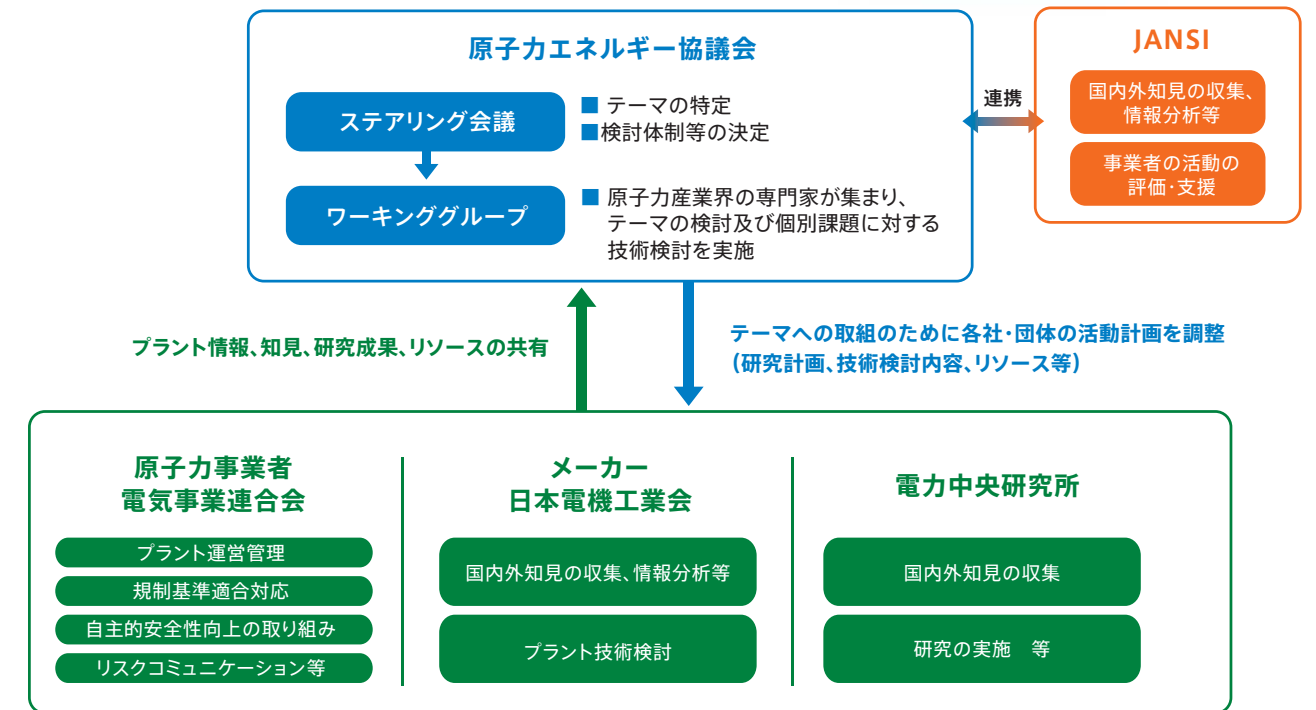 原子力エネルギー協議会
ステアリング会議
■ テーマの特定
■検討体制等の決定
ワーキンググループ
■ 原子力産業界の専門家が集まり、
テーマの検討及び個別課題に対する
技術検討を実施
連携
JANSI
国内外知見の収集、
情報分析等
事業者の活動の
評価・支援
プラント情報、知見、研究成果、リソースの共有
テーマへの取組のために各社・団体の活動計画を調整
（研究計画、技術検討内容、リソース等）
原子力事業者
電気事業連合会
プラント運営管理
規制基準適合対応
自主的安全性向上の取り組み
リスクコミュニケーション等
メーカー
日本電機工業会
国内外知見の収集、情報分析等
プラント技術検討
電力中央研究所
国内外知見の収集
研究の実施　等